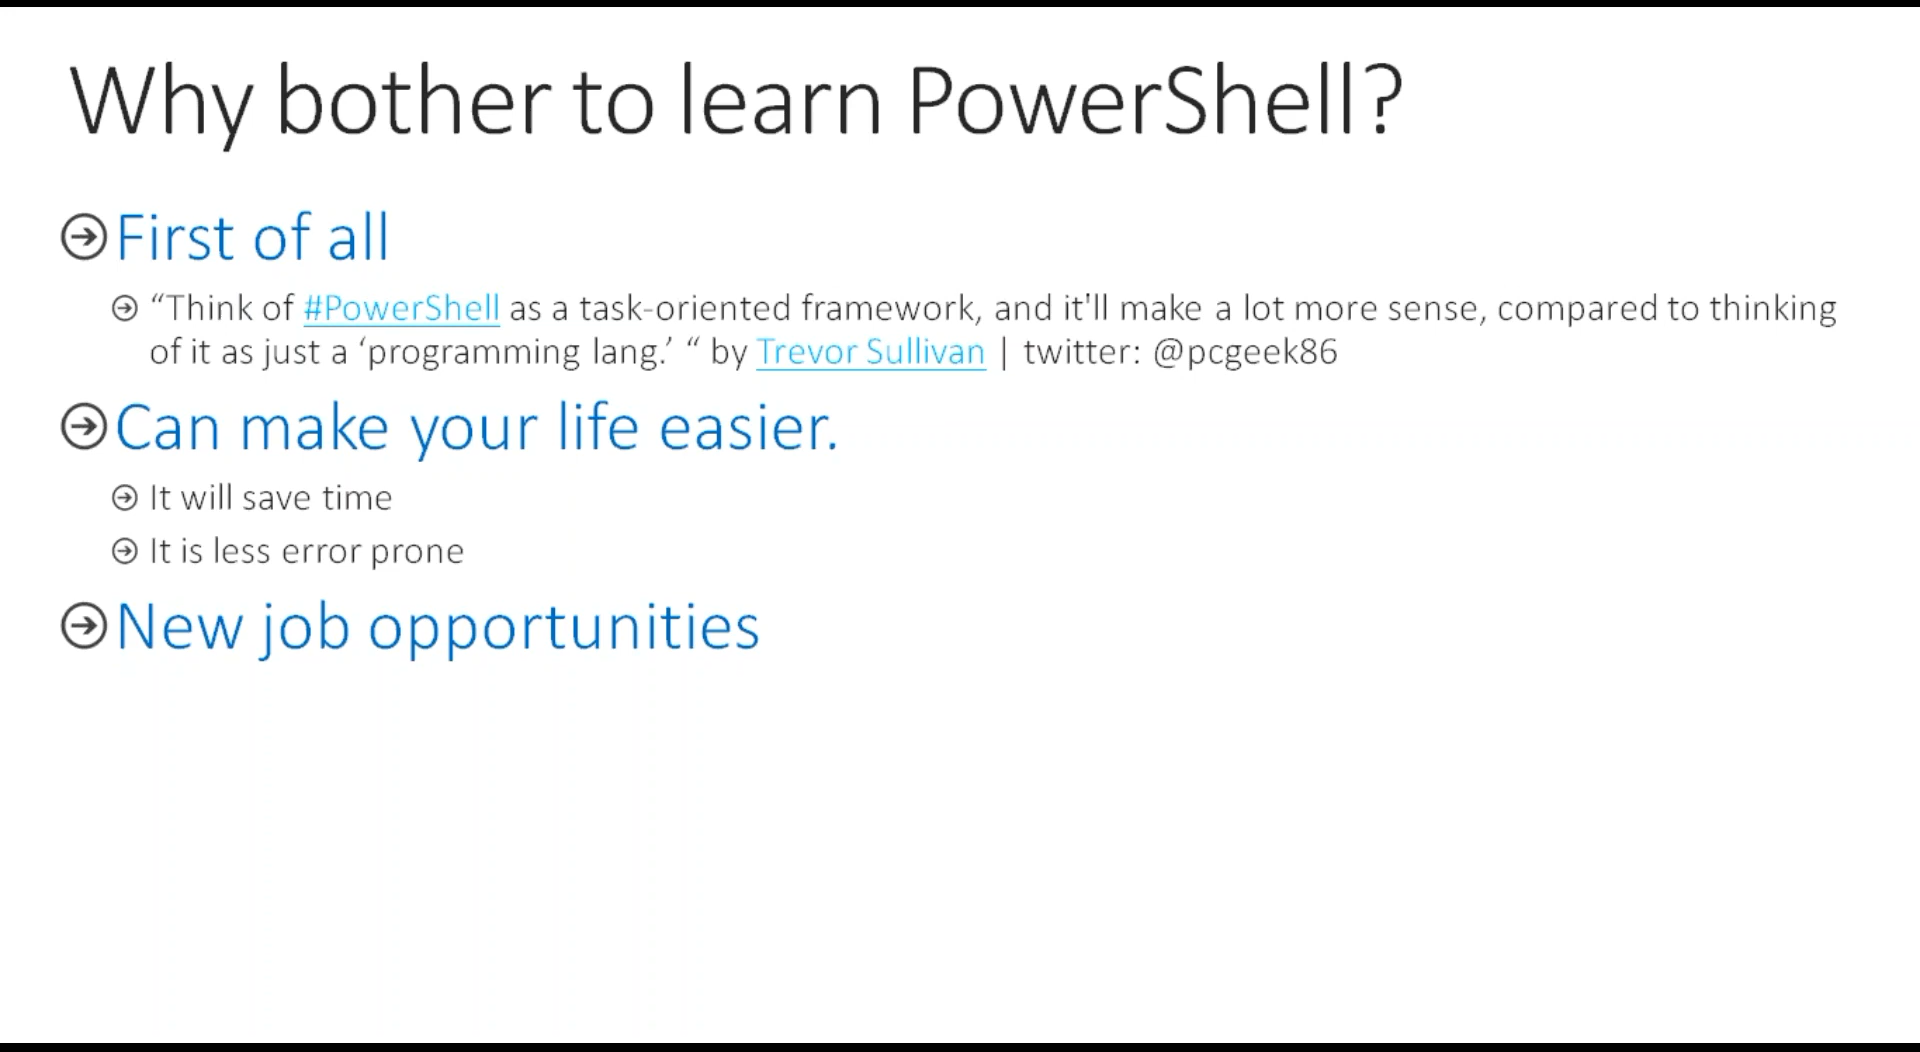 Why bother to learn PowerShell?
First of all
“Think of #PowerShell as a task-oriented framework, and it'll make a lot more sense, compared to thinking
of it as just a ‘programming lang.’ “ by Trevor Sullivan | twitter: @pcgeek86
Can make your life easier.
It will save time
It is less error prone
New job opportunities